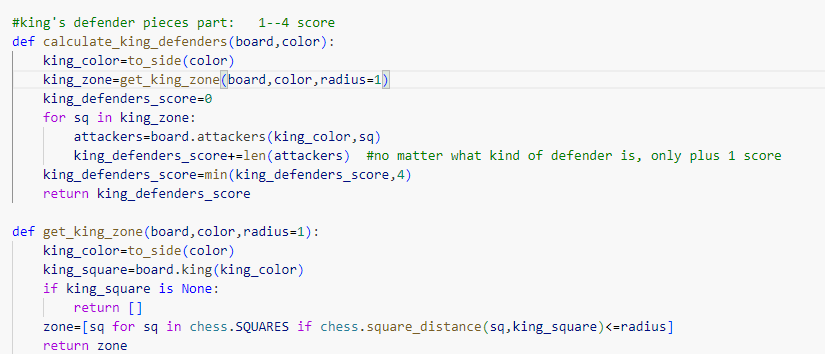 #king's defender pieces part:   1--4 score
def calculate_king_defenders(board,color):
    king_color=to_side(color)
    king_zone=get_king_zone(board,color,radius=1)
    king_defenders_score=0
    for sq in king_zone:
        attackers=board.attackers(king_color,sq)
        king_defenders_score+=len(attackers)  #no matter what kind of defender is, only plus 1 score
    king_defenders_score=min(king_defenders_score,4)
    return king_defenders_score

def get_king_zone(board,color,radius=1):
    king_color=to_side(color)
    king_square=board.king(king_color)
    if king_square is None:
        return []
    zone=[sq for sq in chess.SQUARES if chess.square_distance(sq,king_square)<=radius]
    return zone